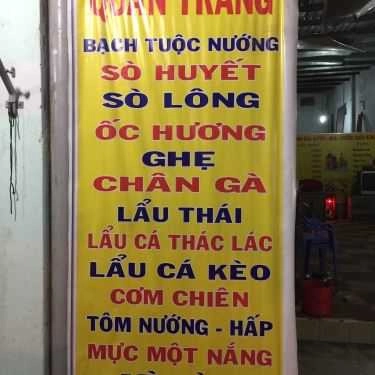 QUÁN TRANG
BẠCH TUỘC NƯỚNG
SÒ HUYẾT
SÒ LÔNG
ỐC HƯƠNG
GHẸ
CHÂN GÀ
LẨU THÁI
LẨU CÁ THÁC LÁC
LẨU CÁ KÈO
CƠM CHIÊN
TÔM NƯỚNG - HẤP
MỰC MỘT NẮNG